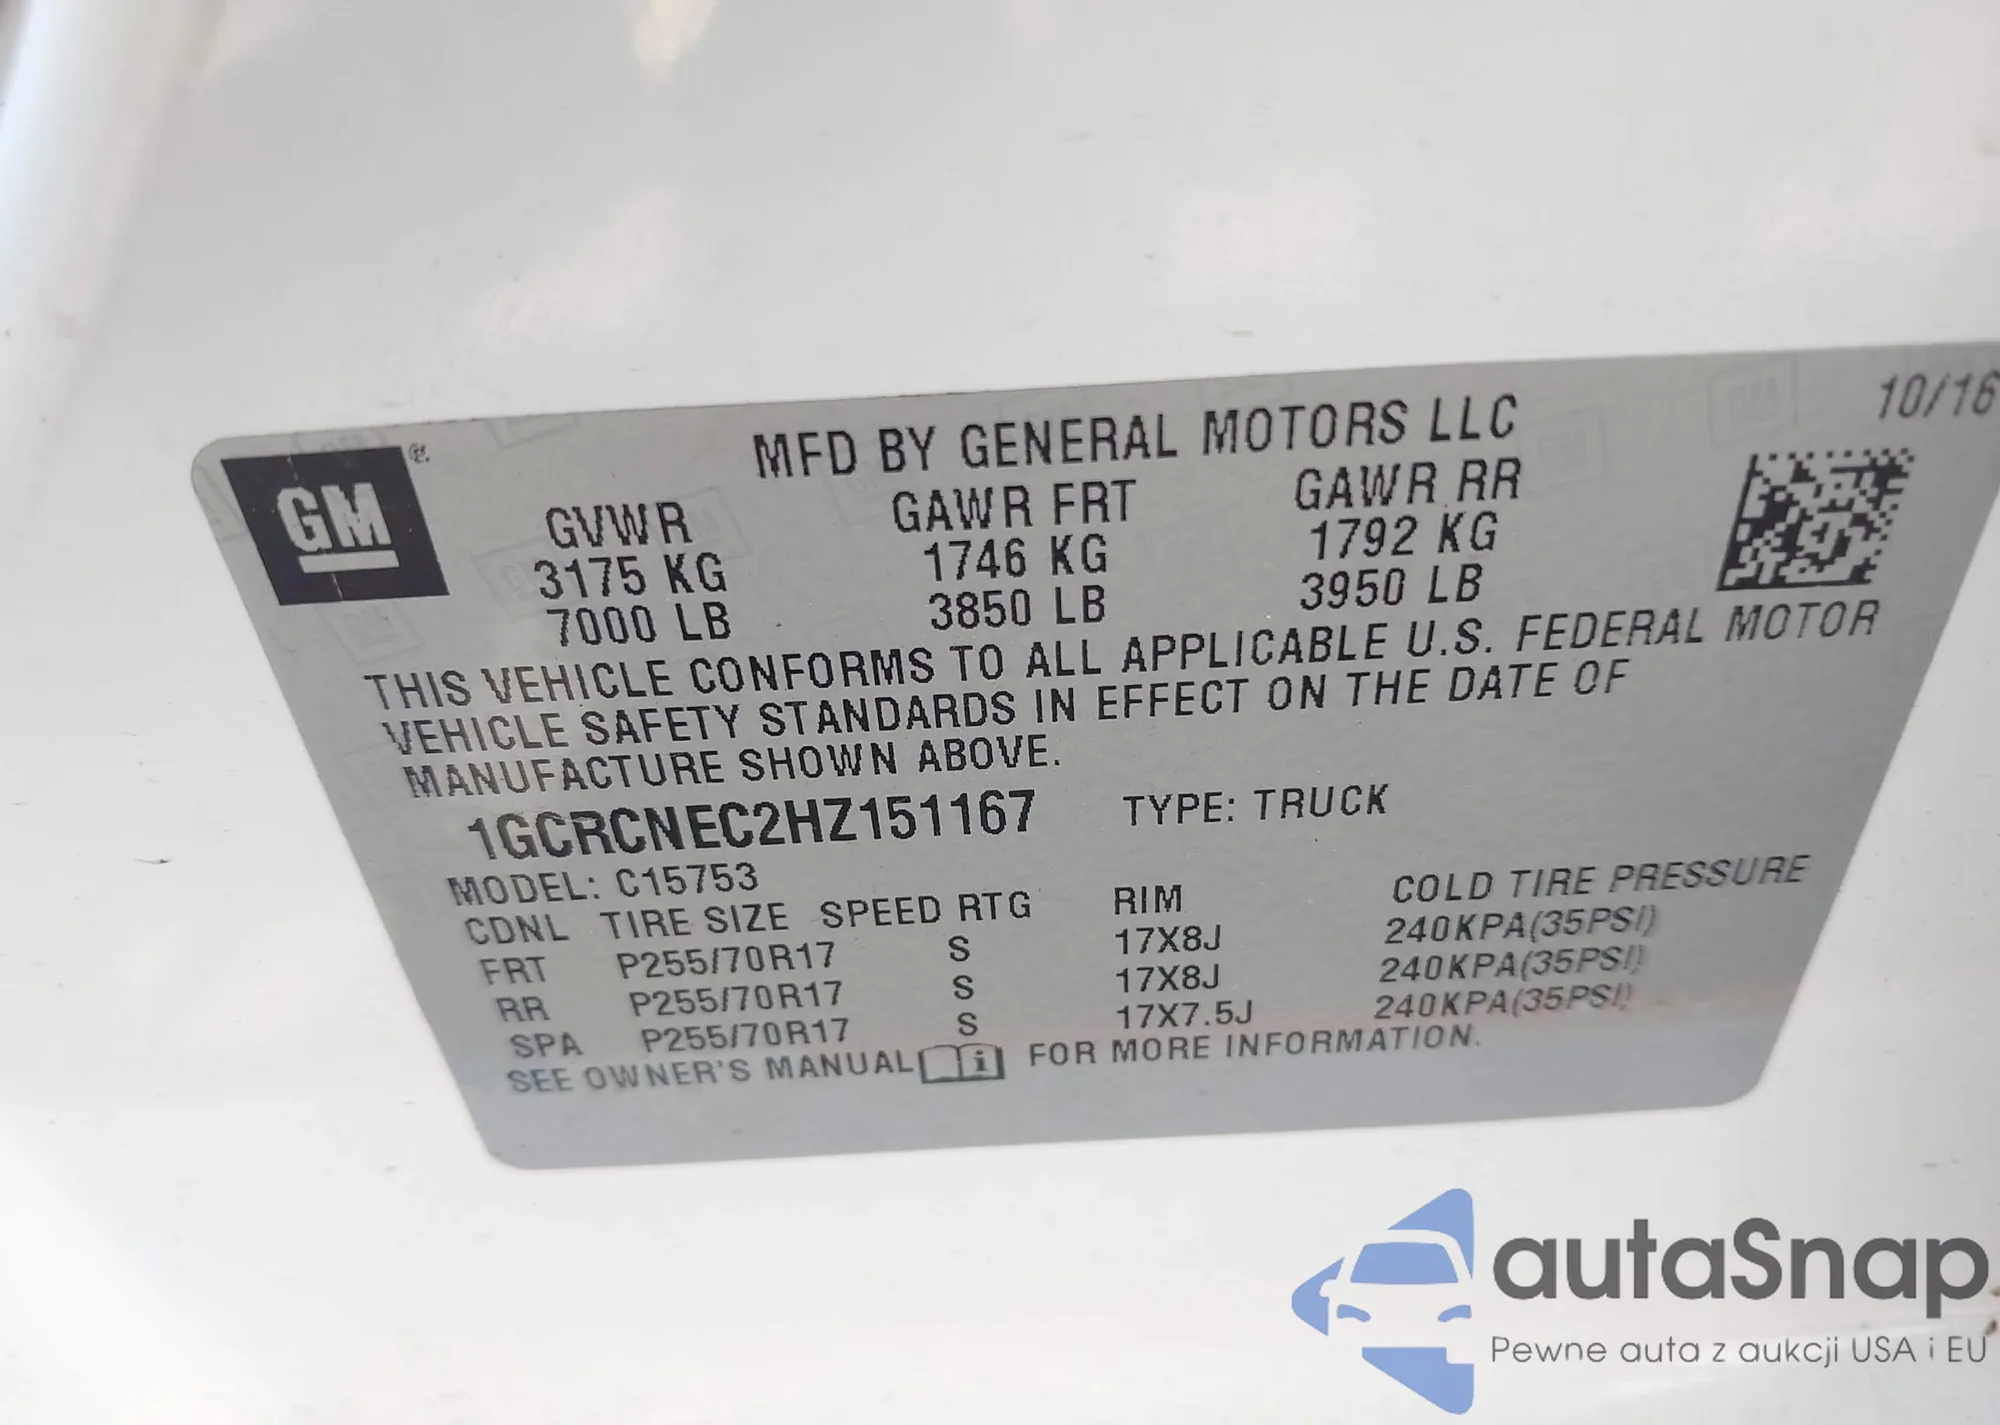 10/16
MFD BY GENERAL MOTORS LLC
GM
GVWR GAWR FRT GAWR RR
3175 KG 1746 KG 1792 KG
7000 LB 3850 LB 3950 LB
THIS VEHICLE CONFORMS TO ALL APPLICABLE U.S. FEDERAL MOTOR
VEHICLE SAFETY STANDARDS IN EFFECT ON THE DATE OF
MANUFACTURE SHOWN ABOVE.
1GCRCNEC2HZ151167 TYPE: TRUCK
MODEL: C15753
CDNL TIRE SIZE SPEED RTG RIM COLD TIRE PRESSURE
FRT P255/70R17 S 17X8J 240KPA(35PSI)
RR P255/70R17 S 17X8J 240KPA(35PSI)
SPA P255/70R17 S 17X7.5J 240KPA(35PSI)
SEE OWNER'S MANUAL i FOR MORE INFORMATION.
autaSnap
Pewne auta z aukcji USA i EU